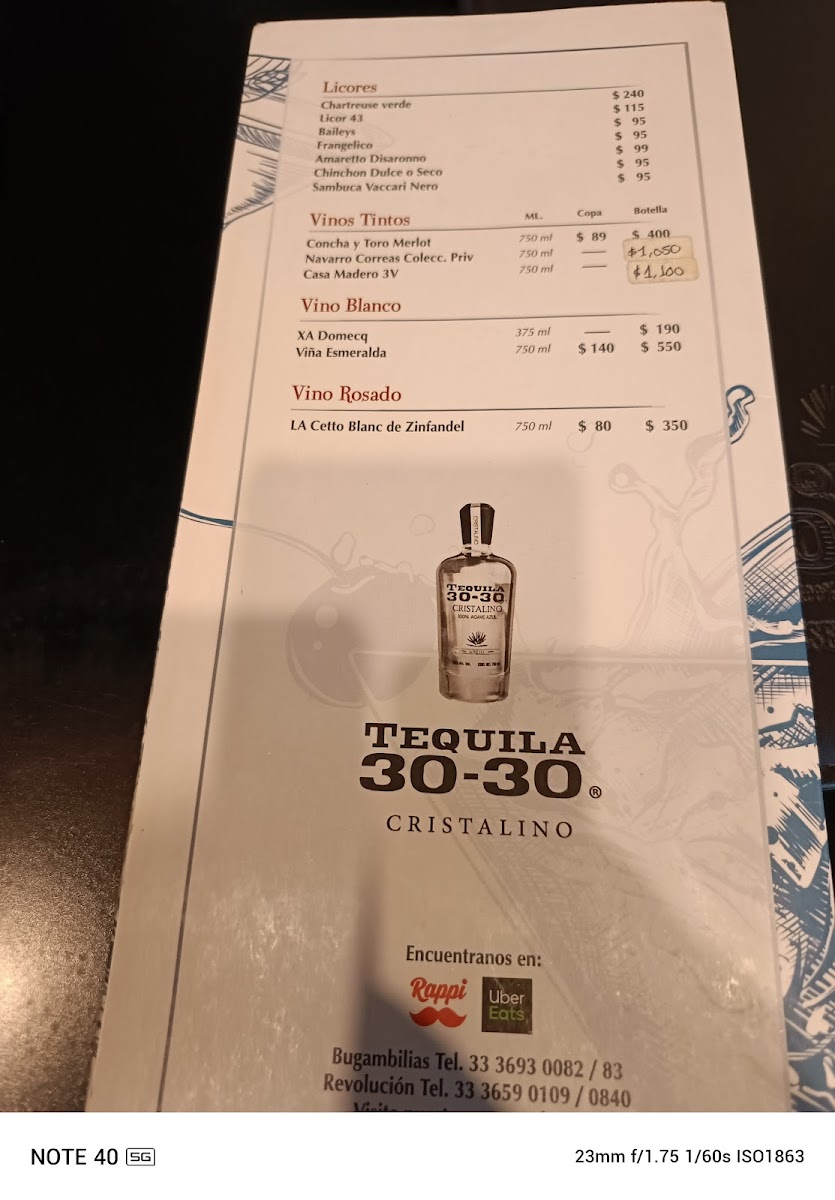 Licores
Chartreuse verde $ 240
Licor 43 $ 115
Baileys $ 95
Frangelico $ 95
Amaretto Disaronno $ 99
Chinchon Dulce o Seco $ 95
Sambuca Vaccari Nero $ 95
Vinos Tintos ML. Copa Botella
Concha y Toro Merlot 750 ml $ 89 $ 400
Navarro Correas Colecc. Priv 750 ml — $1,050
Casa Madero 3V 750 ml — $1,100
Vino Blanco
XA Domecq 375 ml — $ 190
Viña Esmeralda 750 ml $ 140 $ 550
Vino Rosado
LA Cetto Blanc de Zinfandel 750 ml $ 80 $ 350
CRISTALINO
TEQUILA
30-30
CRISTALINO
100% AGAVE AZUL
AÑEJO
TEQUILA
30-30®
CRISTALINO
Encuentranos en:
Rappi Uber
Eats
Bugambilias Tel. 33 3693 0082 / 83
Revolución Tel. 33 3659 0109 / 0840
NOTE 40 5G 23mm f/1.75 1/60s ISO1863